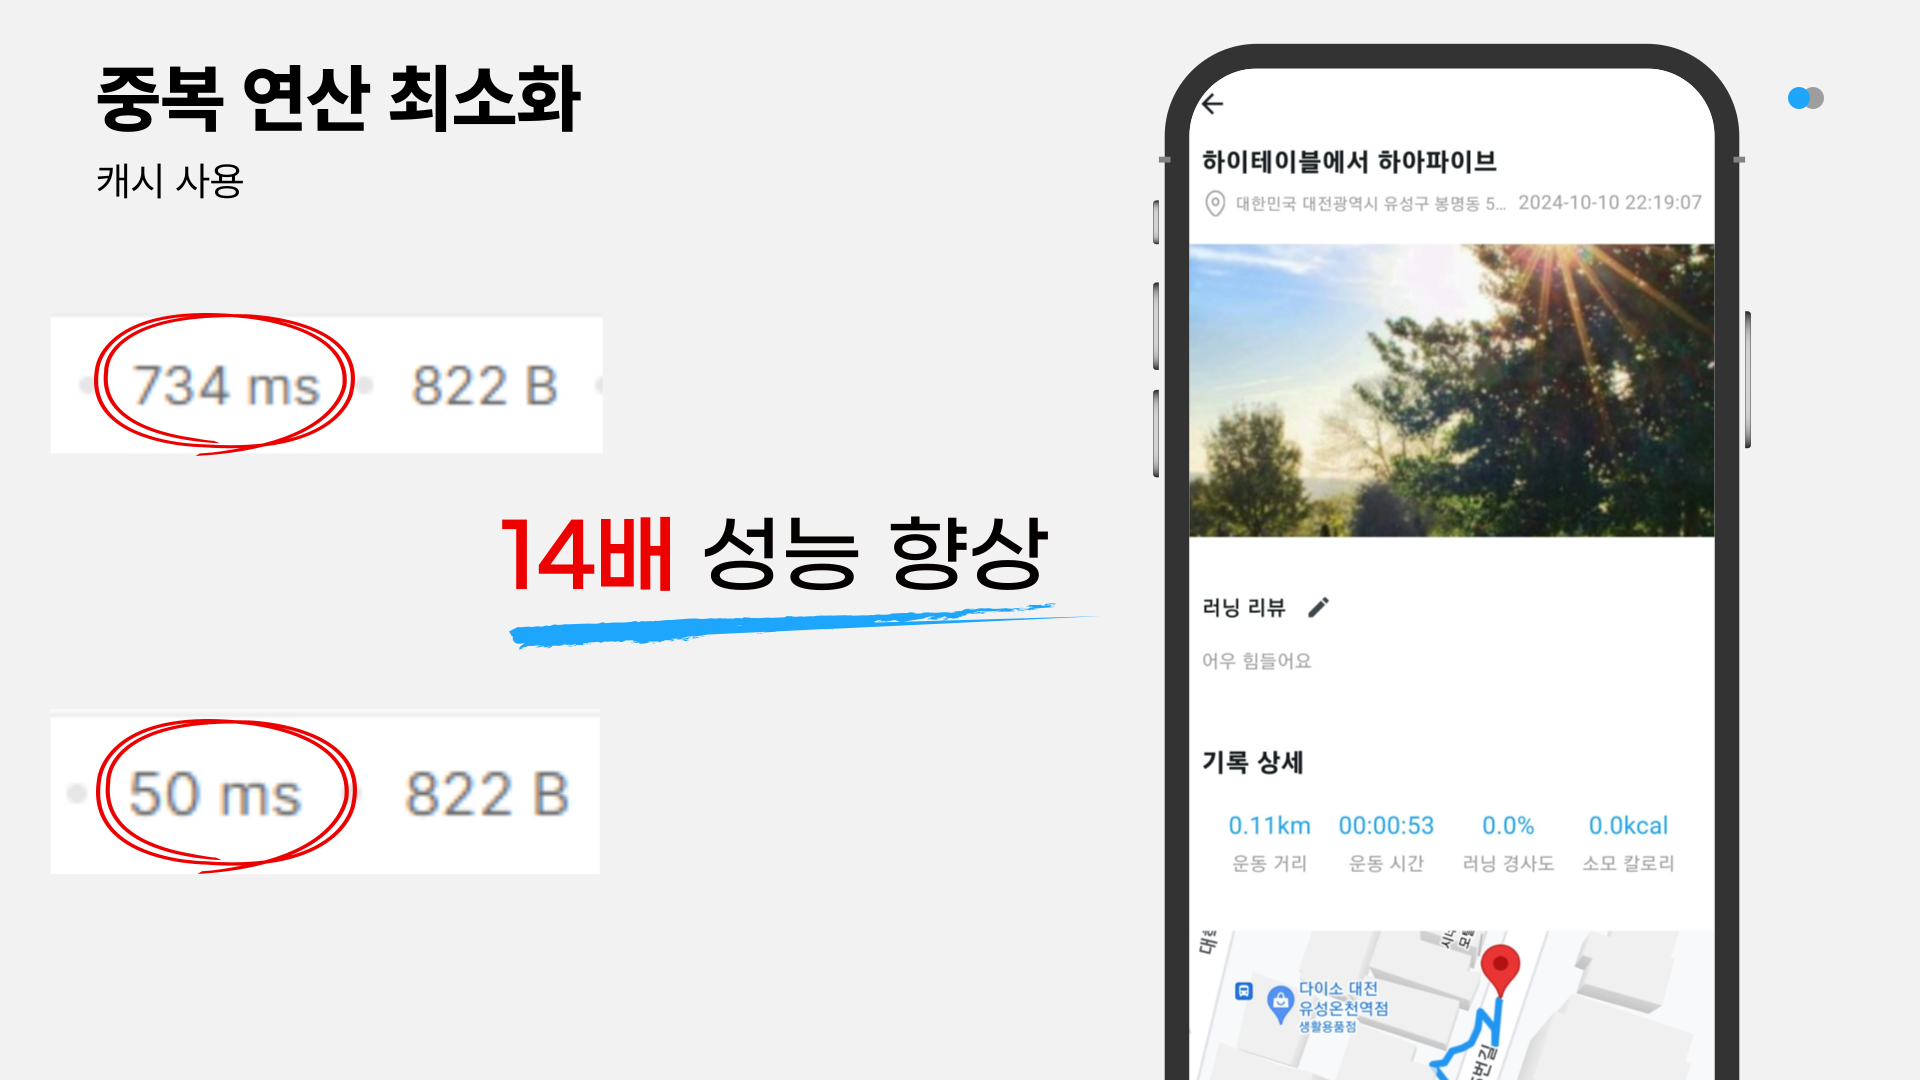 중복 연산 최소화
캐시 사용
734 ms
822 B
14배 성능 향상
50 ms
822 B
하이테이블에서 하아파이브
대한민국 대전광역시 유성구 봉명동 5...
2024-10-10 22:19:07
러닝 리뷰
어우 힘들어요
기록 상세
0.11km 00:00:53 0.0% 0.0kcal
운동 거리 운동 시간 러닝 경사도 소모 칼로리
다이소 대전
유성온천역점
생활용품점